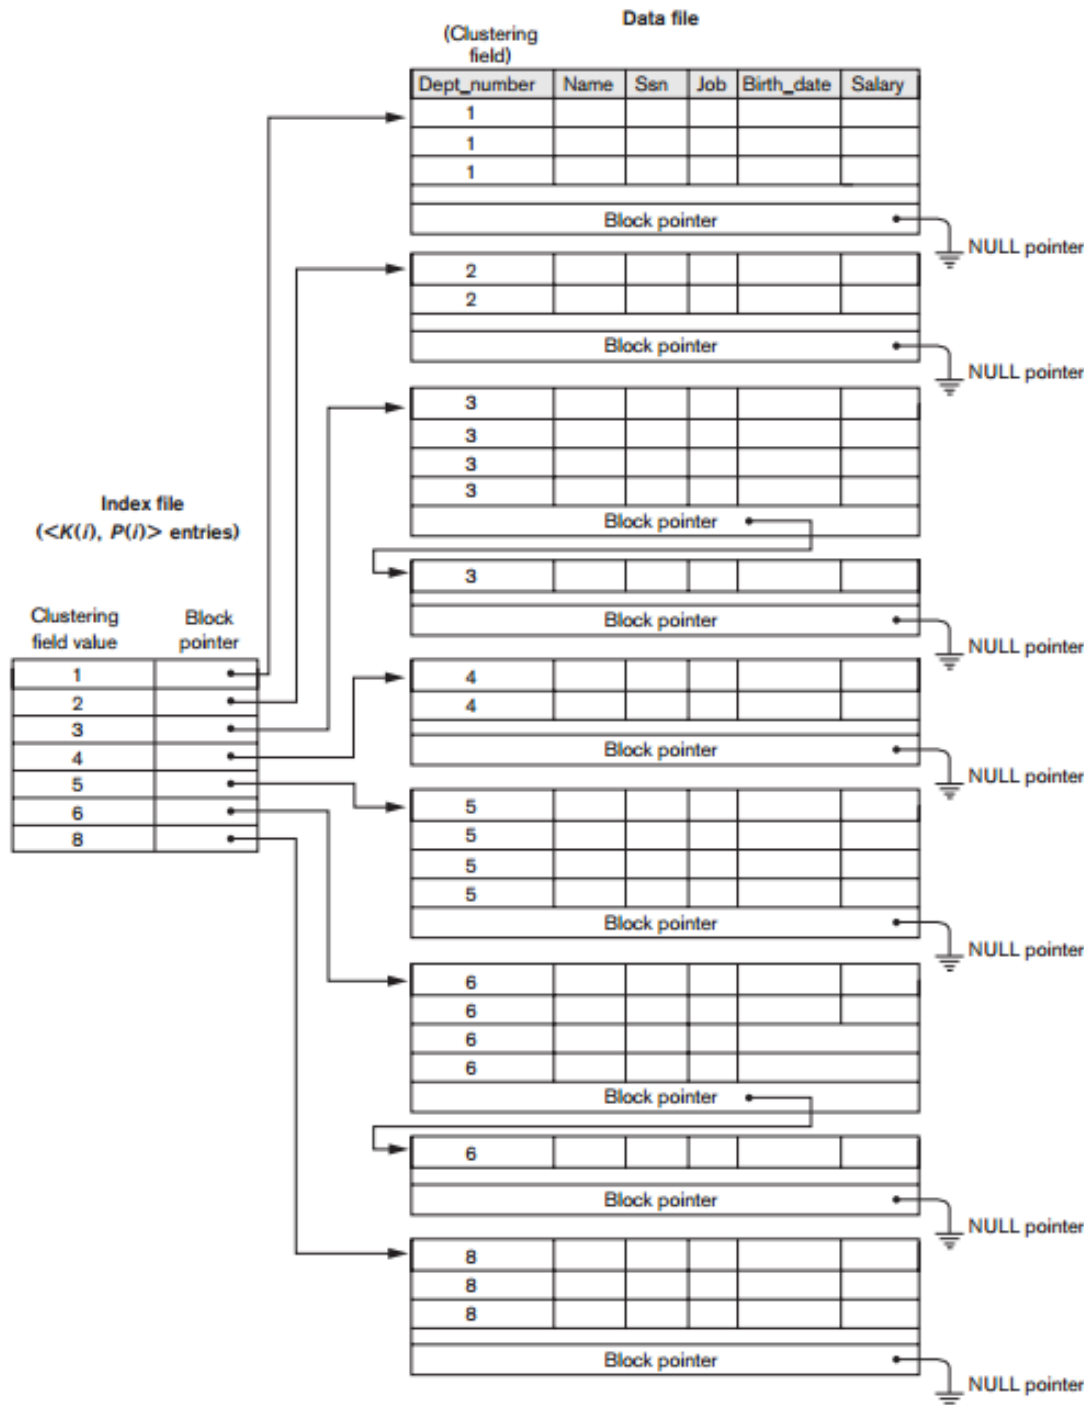 Data file
(Clustering
field)
Dept_number Name Ssn Job Birth_date Salary
1
1
1
Block pointer
NULL pointer
2
2
Block pointer
NULL pointer
3
3
3
3
Block pointer
3
Block pointer
NULL pointer
Index file
(<K(i), P(i)> entries)
Clustering
field value
Block
pointer
1
2
3
4
5
6
8
4
4
Block pointer
NULL pointer
5
5
5
5
Block pointer
NULL pointer
6
6
6
6
Block pointer
6
Block pointer
NULL pointer
8
8
8
Block pointer
NULL pointer